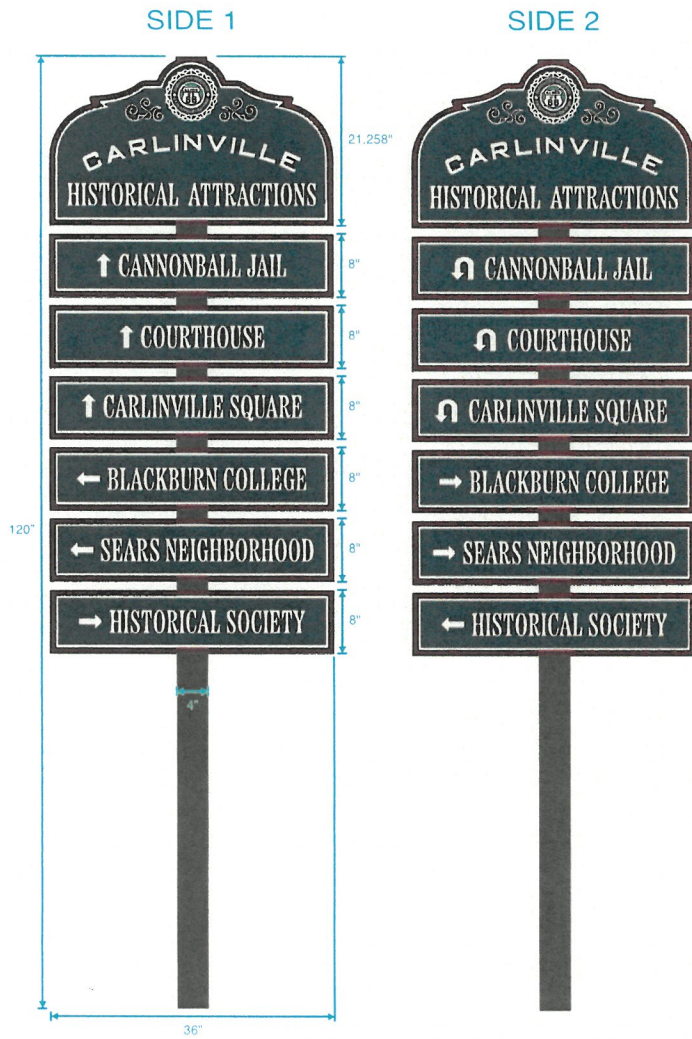 SIDE 1
CARLINVILLE
HISTORICAL ATTRACTIONS
↑ CANNONBALL JAIL
↑ COURTHOUSE
↑ CARLINVILLE SQUARE
← BLACKBURN COLLEGE
← SEARS NEIGHBORHOOD
→ HISTORICAL SOCIETY
21.258"
8"
8"
8"
8"
8"
8"
120"
4"
36"
SIDE 2
CARLINVILLE
HISTORICAL ATTRACTIONS
CANNONBALL JAIL
COURTHOUSE
CARLINVILLE SQUARE
→ BLACKBURN COLLEGE
→ SEARS NEIGHBORHOOD
← HISTORICAL SOCIETY